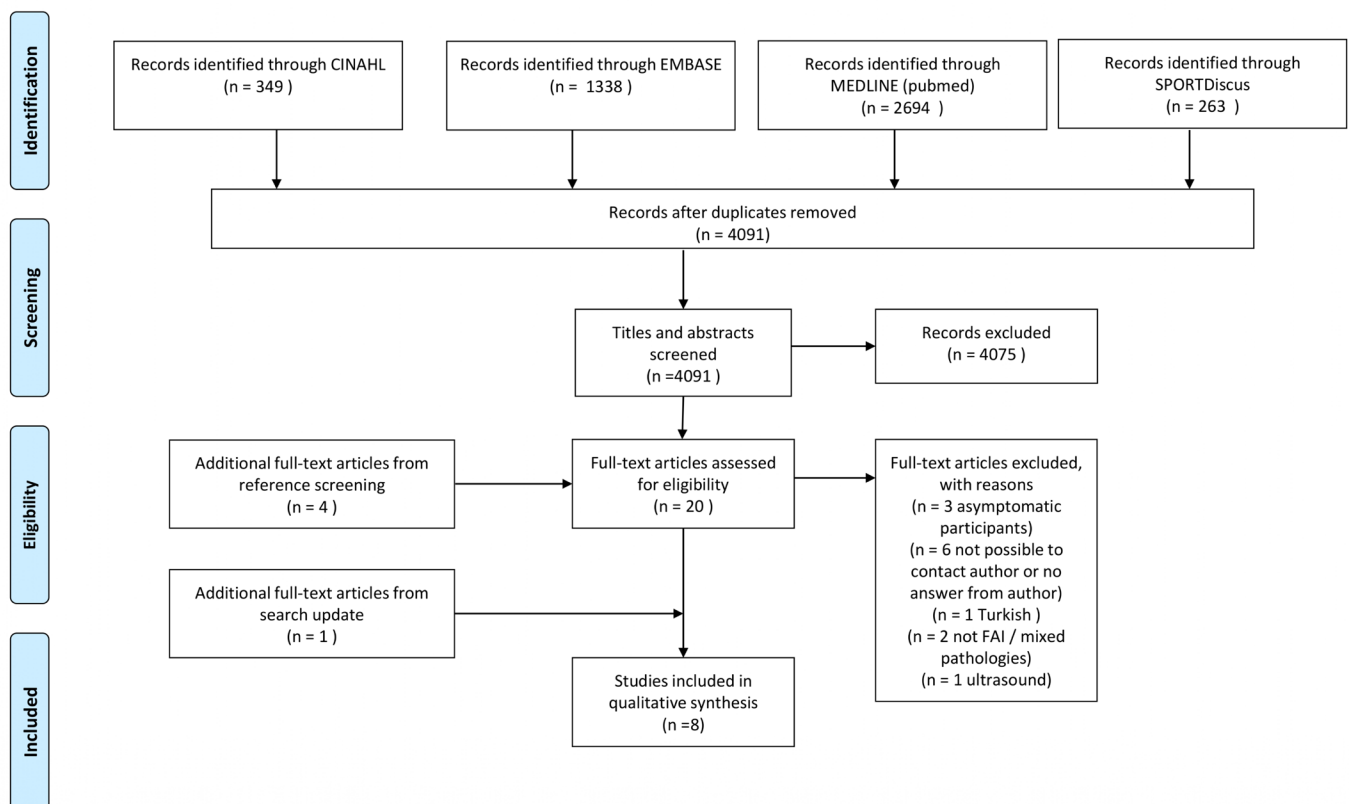 Identification
Records identified through CINAHL
(n = 349 )
Records identified through EMBASE
(n =  1338 )
Records identified through
MEDLINE (pubmed)
(n = 2694  )
Records identified through
SPORTDiscus
(n = 263  )
Records after duplicates removed
(n = 4091)
Screening
Titles and abstracts
screened
(n =4091 )
Records excluded
(n = 4075 )
Eligibility
Additional full-text articles from
reference screening
(n = 4 )
Full-text articles assessed
for eligibility
(n = 20 )
Full-text articles excluded,
with reasons
(n = 3 asymptomatic
participants)
(n = 6 not possible to
contact author or no
answer from author)
(n = 1 Turkish )
(n = 2 not FAI / mixed
pathologies)
(n = 1 ultrasound)
Additional full-text articles from
search update
(n = 1 )
Included
Studies included in
qualitative synthesis
(n =8)